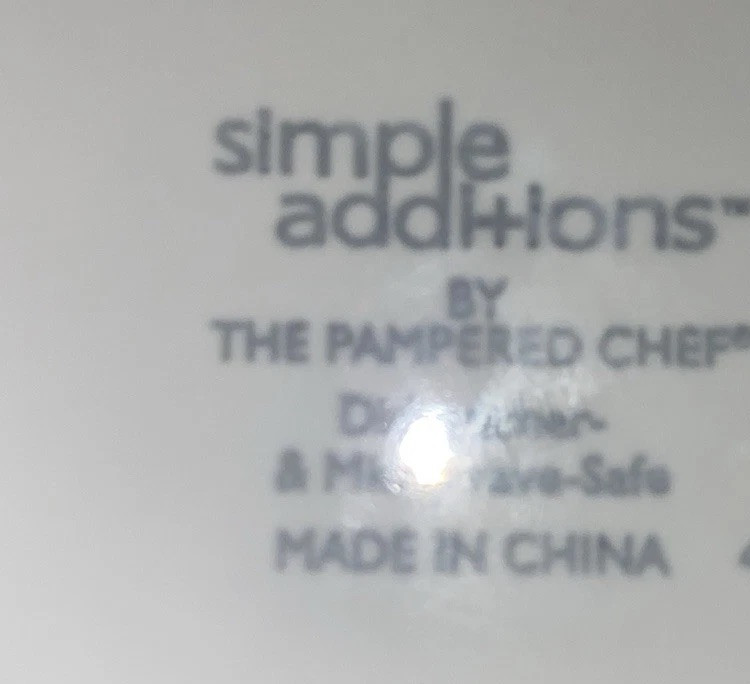 simple
additions™
BY
THE PAMPERED CHEF®
& 
MADE IN CHINA